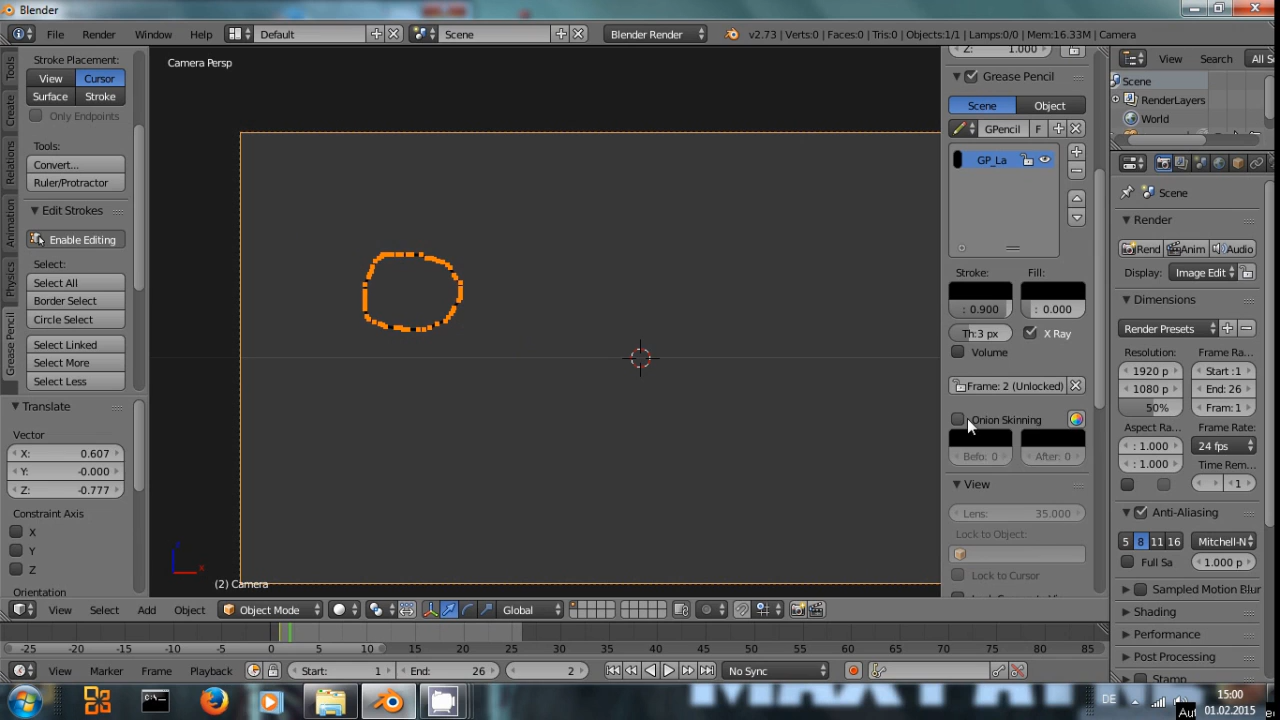 Blender
File Render Window Help Default Scene Blender Render v2.73 | Verts:0 | Faces:0 | Tris:0 | Objects:1/1 | Lamps:0/0 | Mem:16.33M | Camera
Stroke Placement:
View Cursor
Surface Stroke
Only Endpoints
Tools:
Convert...
Ruler/Protractor
Edit Strokes
Enable Editing
Select:
Select All
Border Select
Circle Select
Select Linked
Select More
Select Less
Translate
Vector
X: 0.607
Y: -0.000
Z: -0.777
Constraint Axis
X
Y
Z
Orientation
Tools
Create
Relations
Animation
Physics
Grease Pencil
Camera Persp
(2) Camera
Z: 1.000
Grease Pencil
Scene Object
GPencil F
GP_La
Stroke: Fill:
: 0.900 : 0.000
Th:3 px X Ray
Volume
Frame: 2 (Unlocked)
Onion Skinning
Befo: 0 After: 0
View
Lens: 35.000
Lock to Object:
Lock to Cursor
View Search All S
Scene
RenderLayers
World
Scene
Render
Rend Anim Audio
Display: Image Edit
Dimensions
Render Presets
Resolution: Frame Ra...
1920 p Start :1
1080 p End: 26
50% Fram: 1
Aspect Ra... Frame Rate:
: 1.000 24 fps
: 1.000 Time Rem...
: 1
Anti-Aliasing
5 8 11 16 Mitchell-N
Full Sa 1.000 p
Sampled Motion Blur
Shading
Performance
Post Processing
Stamp
View Select Add Object Object Mode Global
-25 -20 -15 -10 -5 0 5 10 15 20 25 30 35 40 45 50 55 60 65 70 75 80 85
View Marker Frame Playback Start: 1 End: 26 2 No Sync
DE 15:00
01.02.2015